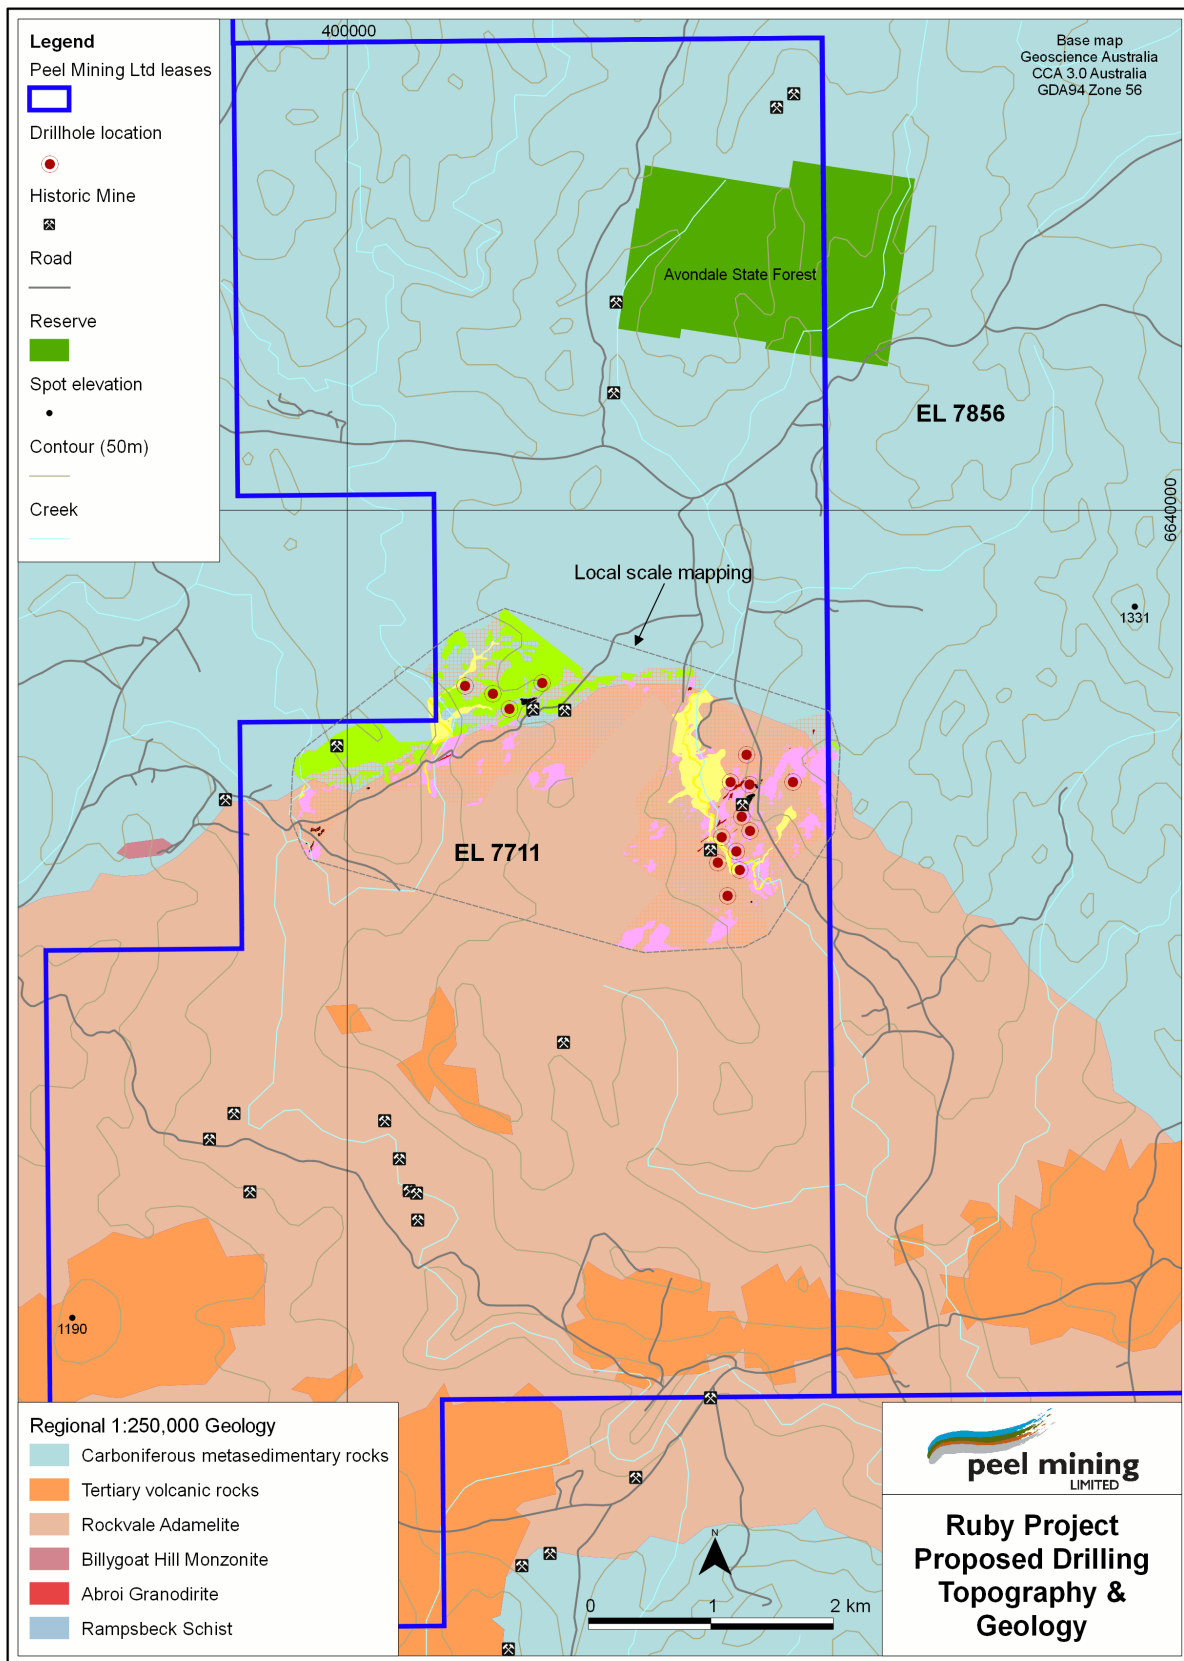 Legend
Peel Mining Ltd leases
Drillhole location
Historic Mine
Road
Reserve
Spot elevation
Contour (50m)
Creek
400000
Base map
Geoscience Australia
CCA 3.0 Australia
GDA94 Zone 56
Avondale State Forest
EL 7856
6640000
Local scale mapping
1331
EL 7711
1190
Regional 1:250,000 Geology
Carboniferous metasedimentary rocks
Tertiary volcanic rocks
Rockvale Adamelite
Billygoat Hill Monzonite
Abroi Granodirite
Rampsbeck Schist
N
0 1 2 km
peel mining
LIMITED
Ruby Project
Proposed Drilling
Topography &
Geology